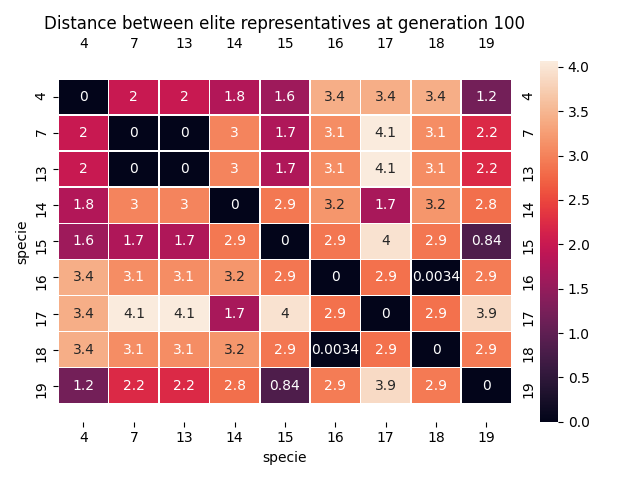 Distance between elite representatives at generation 100
4 7 13 14 15 16 17 18 19
4 0 2 2 1.8 1.6 3.4 3.4 3.4 1.2 4
7 2 0 0 3 1.7 3.1 4.1 3.1 2.2 7
13 2 0 0 3 1.7 3.1 4.1 3.1 2.2 13
14 1.8 3 3 0 2.9 3.2 1.7 3.2 2.8 14
15 1.6 1.7 1.7 2.9 0 2.9 4 2.9 0.84 15
16 3.4 3.1 3.1 3.2 2.9 0 2.9 0.0034 2.9 16
17 3.4 4.1 4.1 1.7 4 2.9 0 2.9 3.9 17
18 3.4 3.1 3.1 3.2 2.9 0.0034 2.9 0 2.9 18
19 1.2 2.2 2.2 2.8 0.84 2.9 3.9 2.9 0 19
4 7 13 14 15 16 17 18 19
specie
specie
4.0
3.5
3.0
2.5
2.0
1.5
1.0
0.5
0.0